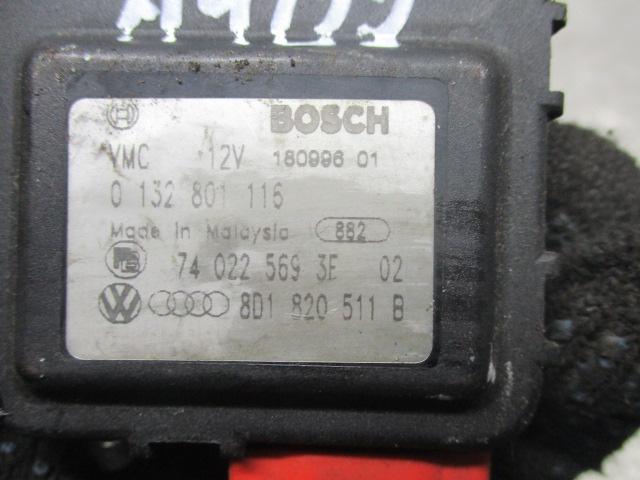 BOSCH
VMC 12V 180996 01
0 132 801 116
Made in Malaysia 882
74 022 569 3E 02
8D1 820 511 B